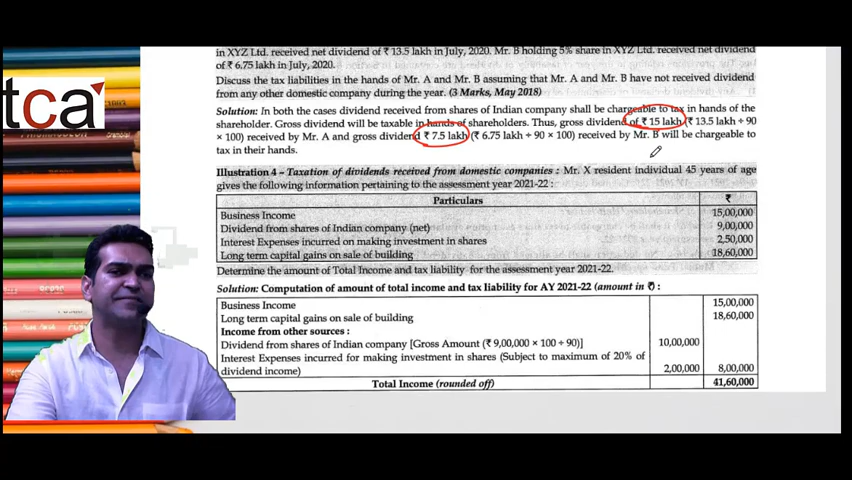 in XYZ Ltd. received net dividend of ₹ 13.5 lakh in July, 2020. Mr. B holding 5% share in XYZ Ltd. received net dividend
of ₹ 6.75 lakh in July, 2020.
Discuss the tax liabilities in the hands of Mr. A and Mr. B assuming that Mr. A and Mr. B have not received dividend
from any other domestic company during the year. (3 Marks, May 2018)
Solution: In both the cases dividend received from shares of Indian company shall be chargeable to tax in hands of the
shareholder. Gross dividend will be taxable in hands of shareholders. Thus, gross dividend of ₹ 15 lakh (₹ 13.5 lakh ÷ 90
× 100) received by Mr. A and gross dividend ₹ 7.5 lakh (₹ 6.75 lakh ÷ 90 × 100) received by Mr. B will be chargeable to
tax in their hands.
Illustration 4 – Taxation of dividends received from domestic companies : Mr. X resident individual 45 years of age
gives the following information pertaining to the assessment year 2021-22 :
Particulars ₹
Business Income 15,00,000
Dividend from shares of Indian company (net) 9,00,000
Interest Expenses incurred on making investment in shares 2,50,000
Long term capital gains on sale of building 18,60,000
Determine the amount of Total Income and tax liability for the assessment year 2021-22.
Solution: Computation of amount of total income and tax liability for AY 2021-22 (amount in ₹) :
Business Income 15,00,000
Long term capital gains on sale of building 18,60,000
Income from other sources :
Dividend from shares of Indian company [Gross Amount (₹ 9,00,000 × 100 ÷ 90)] 10,00,000
Interest Expenses incurred for making investment in shares (Subject to maximum of 20% of
dividend income) 2,00,000 8,00,000
Total Income (rounded off) 41,60,000
tca